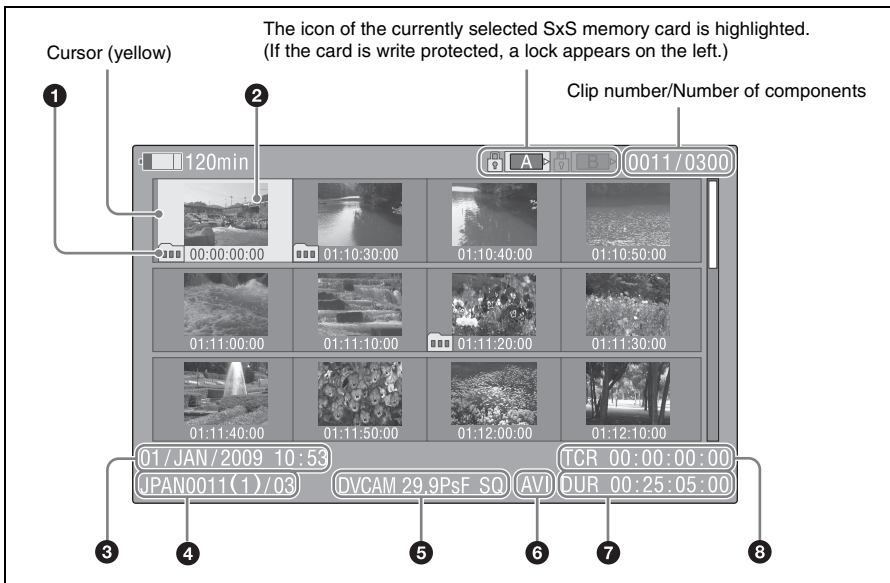 The icon of the currently selected SxS memory card is highlighted.
(If the card is write protected, a lock appears on the left.)
Cursor (yellow)
Clip number/Number of components
1
2
120min
A
B
0011/0300
00:00:00:00
01:10:30:00
01:10:40:00
01:10:50:00
01:11:00:00
01:11:10:00
01:11:20:00
01:11:30:00
01:11:40:00
01:11:50:00
01:12:00:00
01:12:10:00
01/JAN/2009 10:53
TCR 00:00:00:00
JPAN0011(1)/03
DVCAM 29.9PsF SQ
AVI
DUR 00:25:05:00
3
4
5
6
7
8